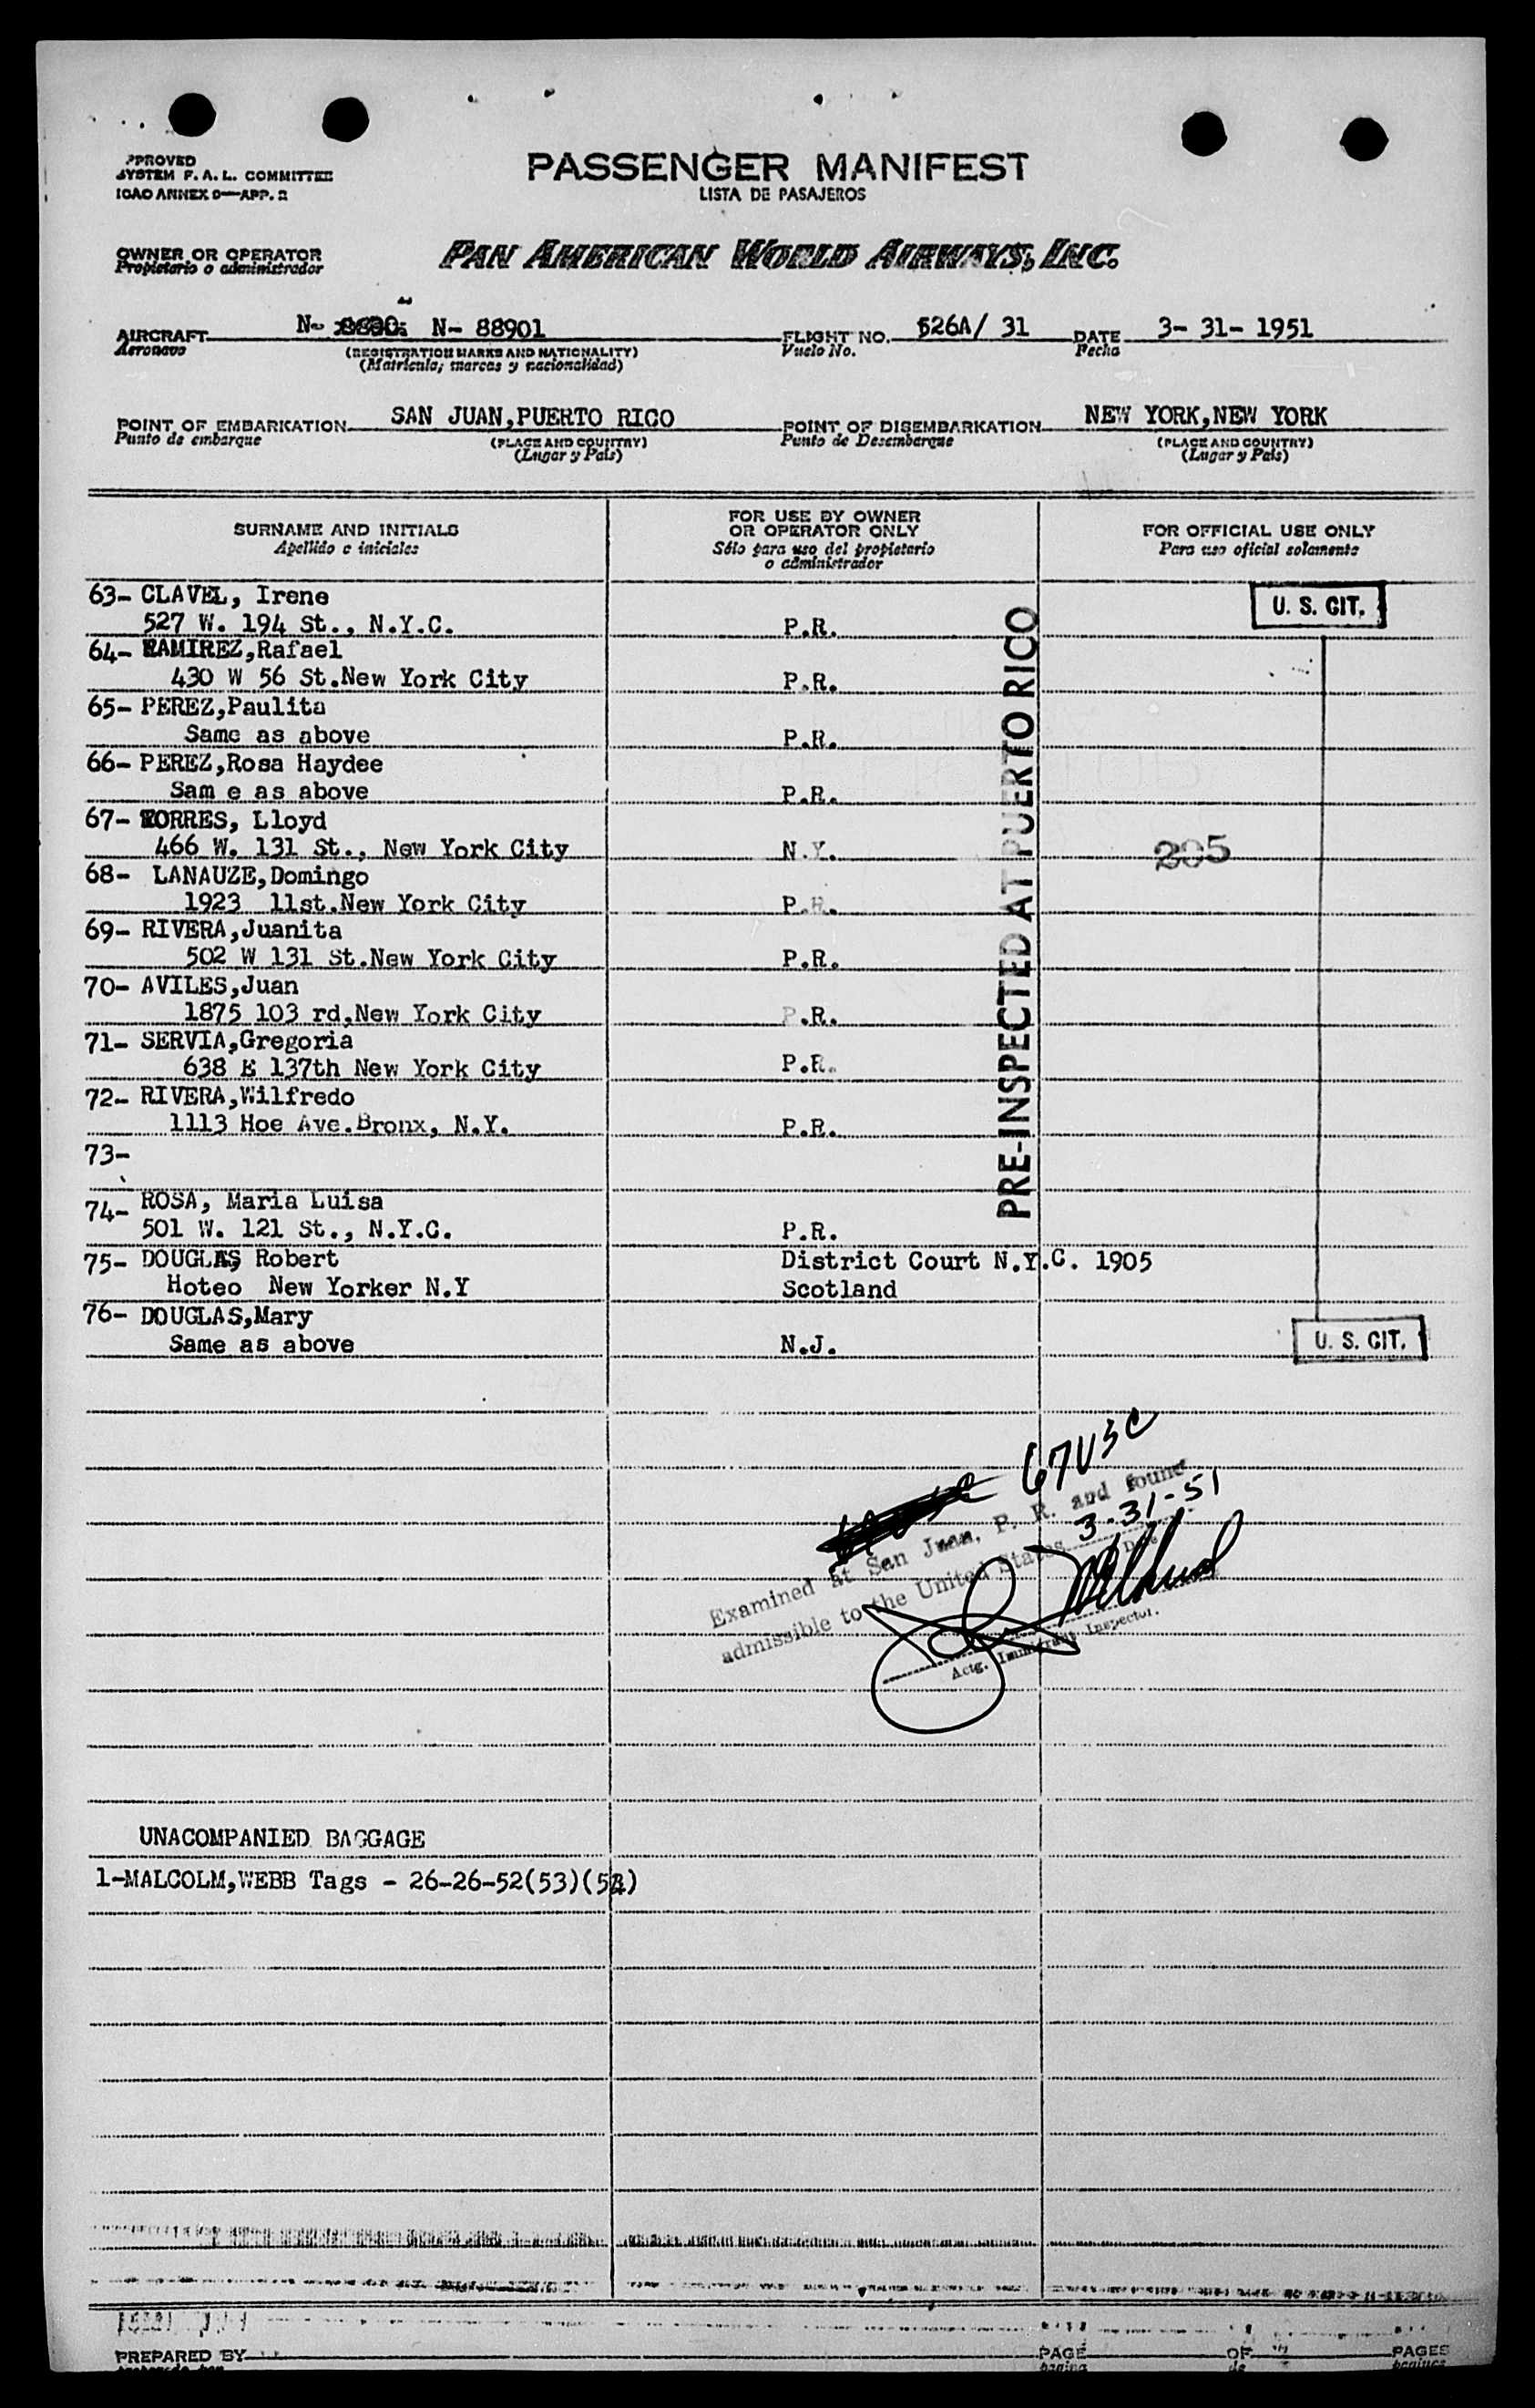 PPROVED
SYSTEM F. A. L. COMMITTEE
ICAO ANNEX 9—APP. 2
PASSENGER MANIFEST
LISTA DE PASAJEROS
OWNER OR OPERATOR
Propietario o administrador
PAN AMERICAN WORLD AIRWAYS, INC.
AIRCRAFT N- N- 88901
Aeronave
(REGISTRATION MARKS AND NATIONALITY)
(Matrícula; marcas y nacionalidad)
FLIGHT NO. 526A/ 31
Vuelo No.
DATE 3- 31- 1951
Fecha
POINT OF EMBARKATION SAN JUAN,PUERTO RICO
Punto de embarque
(PLACE AND COUNTRY)
(Lugar y País)
POINT OF DISEMBARKATION NEW YORK,NEW YORK
Punto de Desembarque
(PLACE AND COUNTRY)
(Lugar y País)
SURNAME AND INITIALS
Apellido e iniciales
FOR USE BY OWNER
OR OPERATOR ONLY
Sólo para uso del propietario
o administrador
FOR OFFICIAL USE ONLY
Para uso oficial solamente
63- CLAVEL, Irene
527 W. 194 St., N.Y.C. P.R.
U. S. CIT.
64- RAMIREZ,Rafael
430 W 56 St.New York City P.R.
65- PEREZ,Paulita
Same as above P.R.
66- PEREZ,Rosa Haydee
Sam e as above P.R.
67- TORRES, Lloyd
466 W. 131 St., New York City N.Y. 205
68- LANAUZE,Domingo
1923 11st.New York City P.R.
69- RIVERA,Juanita
502 W 131 St.New York City P.R.
70- AVILES,Juan
1875 103 rd,New York City P.R.
71- SERVIA,Gregoria
638 E 137th New York City P.R.
72- RIVERA,Wilfredo
1113 Hoe Ave.Bronx, N.Y. P.R.
73-
74- ROSA, Maria Luisa
501 W. 121 St., N.Y.C. P.R.
75- DOUGLAS Robert District Court N.Y.C. 1905
Hoteo New Yorker N.Y Scotland
76- DOUGLAS,Mary
Same as above N.J.
U. S. CIT.
PRE-INSPECTED AT PUERTO RICO
67 USC
Examined at San Juan, P. R. and found
admissible to the United States 3-31-51
Date
Actg. Immigrant Inspector.
UNACOMPANIED BAGGAGE
1-MALCOLM,WEBB Tags - 26-26-52(53)(54)
PREPARED BY
PAGE
página
OF
de
PAGES
páginas